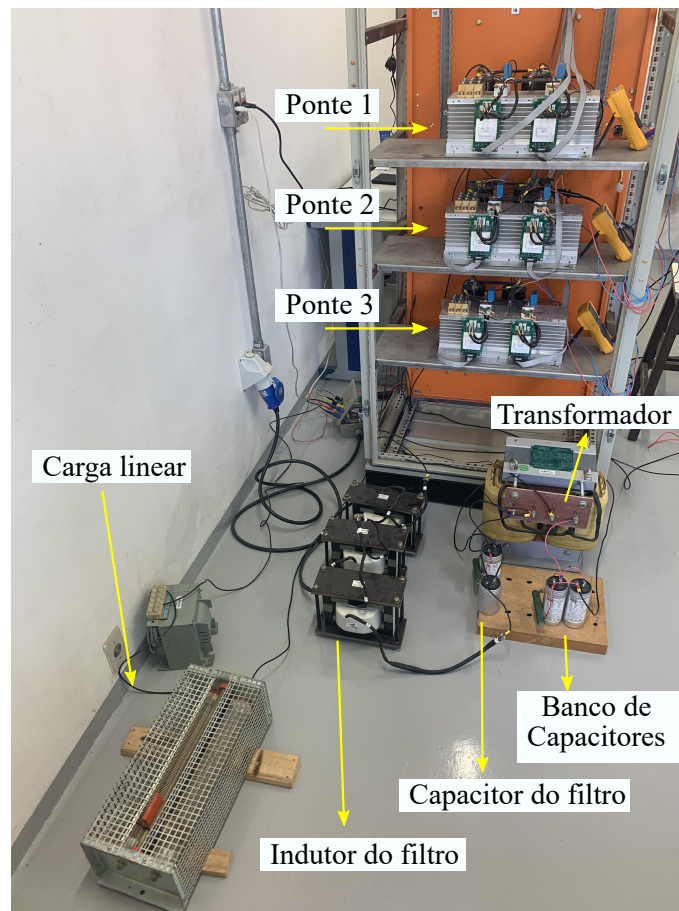 Ponte 1
Ponte 2
Ponte 3
Transformador
Carga linear
Banco de
Capacitores
Capacitor do filtro
Indutor do filtro